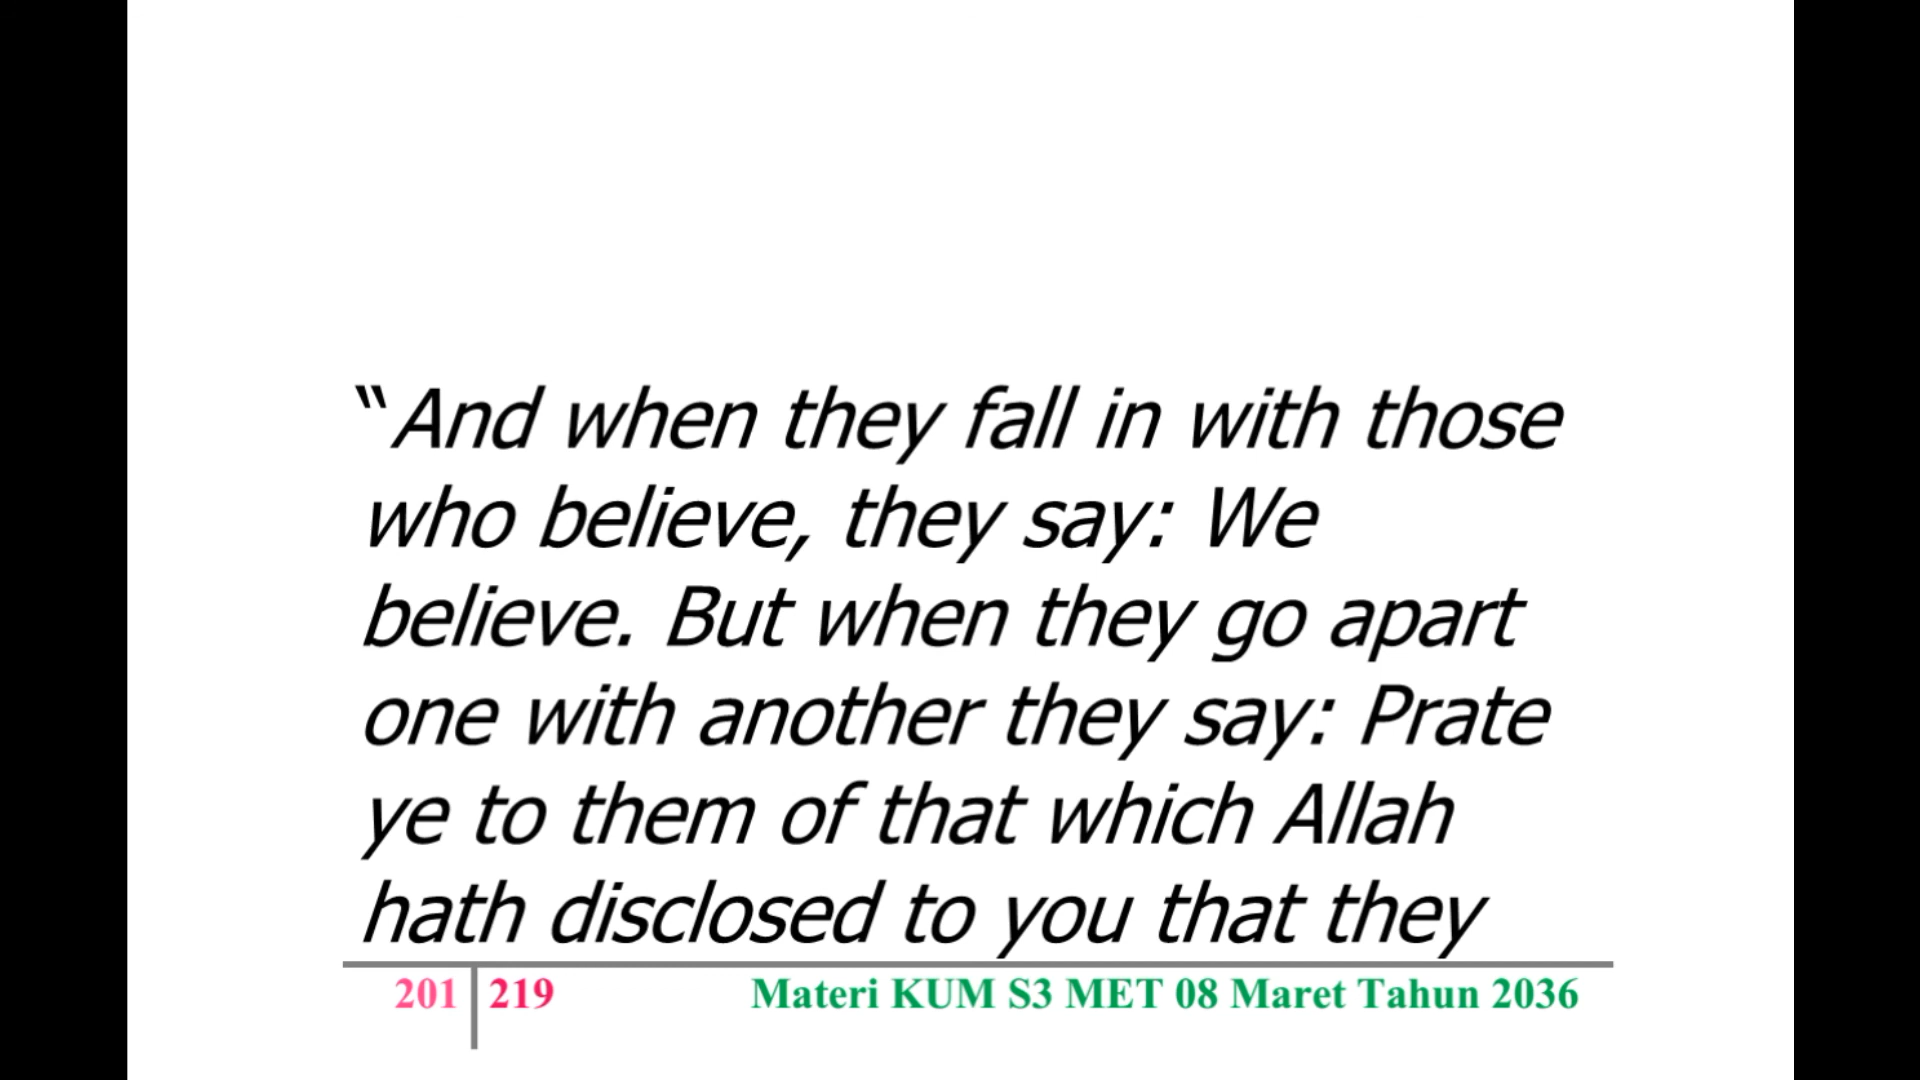 “And when they fall in with those
who believe, they say: We
believe. But when they go apart
one with another they say: Prate
ye to them of that which Allah
hath disclosed to you that they
201 219 Materi KUM S3 MET 08 Maret Tahun 2036